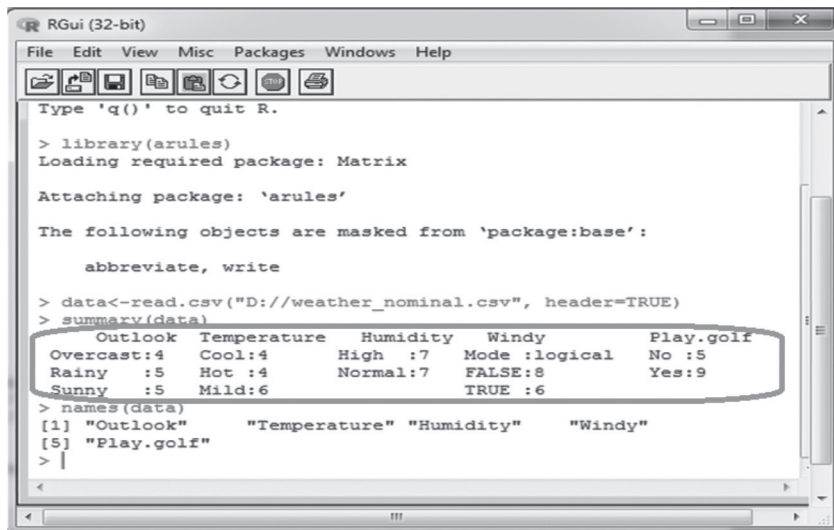 RGui (32-bit)
File Edit View Misc Packages Windows Help
STOP
Type 'q()' to quit R.
> library(arules)
Loading required package: Matrix
Attaching package: ‘arules’
The following objects are masked from ‘package:base’:
abbreviate, write
> data<-read.csv("D://weather_nominal.csv", header=TRUE)
> summary(data)
Outlook Temperature Humidity Windy Play.golf
Overcast:4 Cool:4 High :7 Mode :logical No :5
Rainy :5 Hot :4 Normal:7 FALSE:8 Yes:9
Sunny :5 Mild:6 TRUE :6
> names(data)
[1] "Outlook" "Temperature" "Humidity" "Windy"
[5] "Play.golf"
>